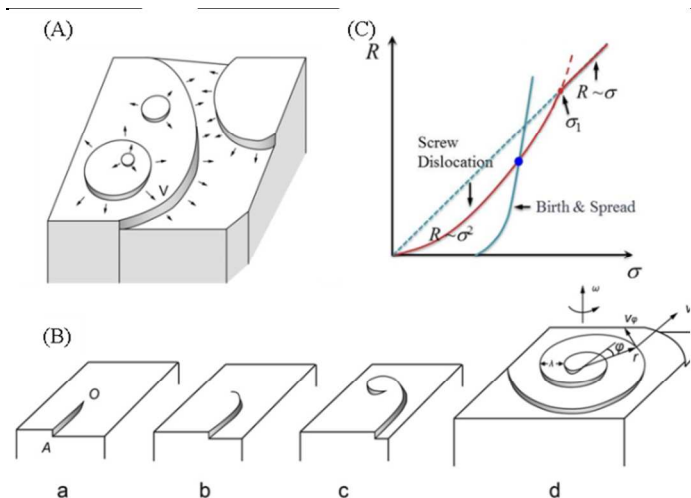 (A)
V
(C)
R
R~σ
σ₁
Screw
Dislocation
Birth & Spread
R~σ²
σ
(B)
O
A
a
b
c
ω
vφ
v
φ
r
λ
d